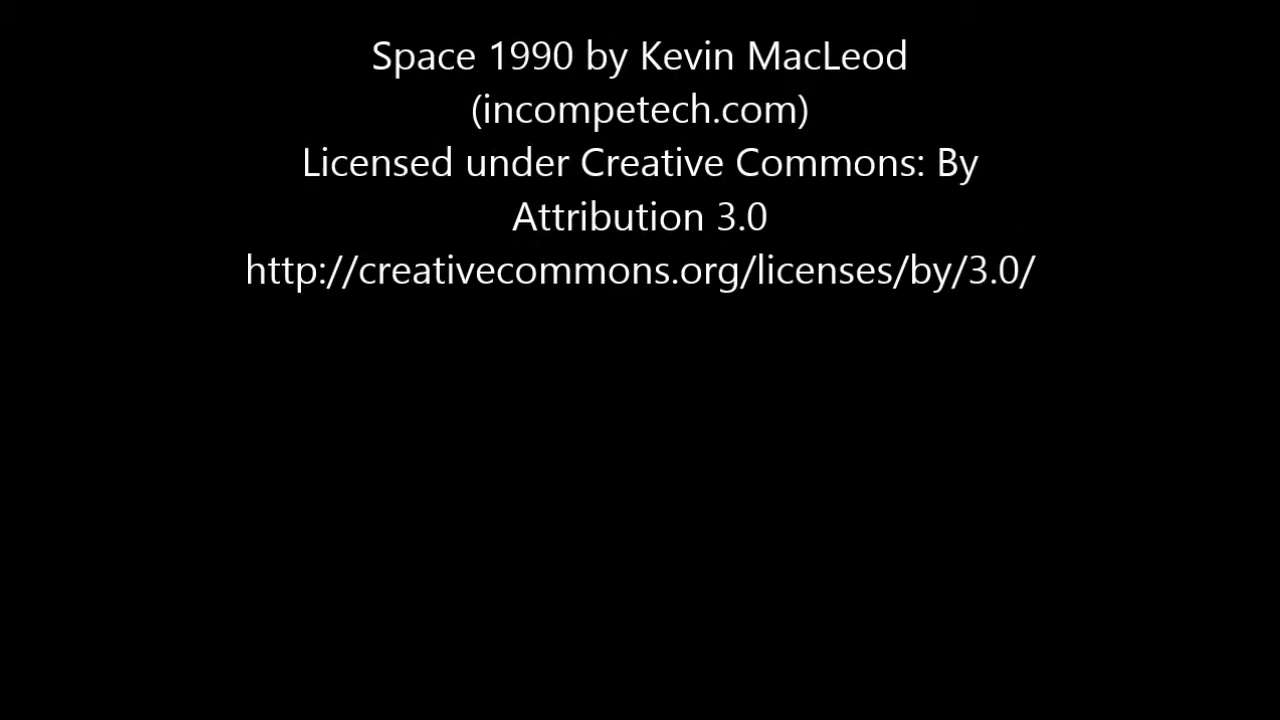 Space 1990 by Kevin MacLeod
(incompetech.com)
Licensed under Creative Commons: By
Attribution 3.0
http://creativecommons.org/licenses/by/3.0/